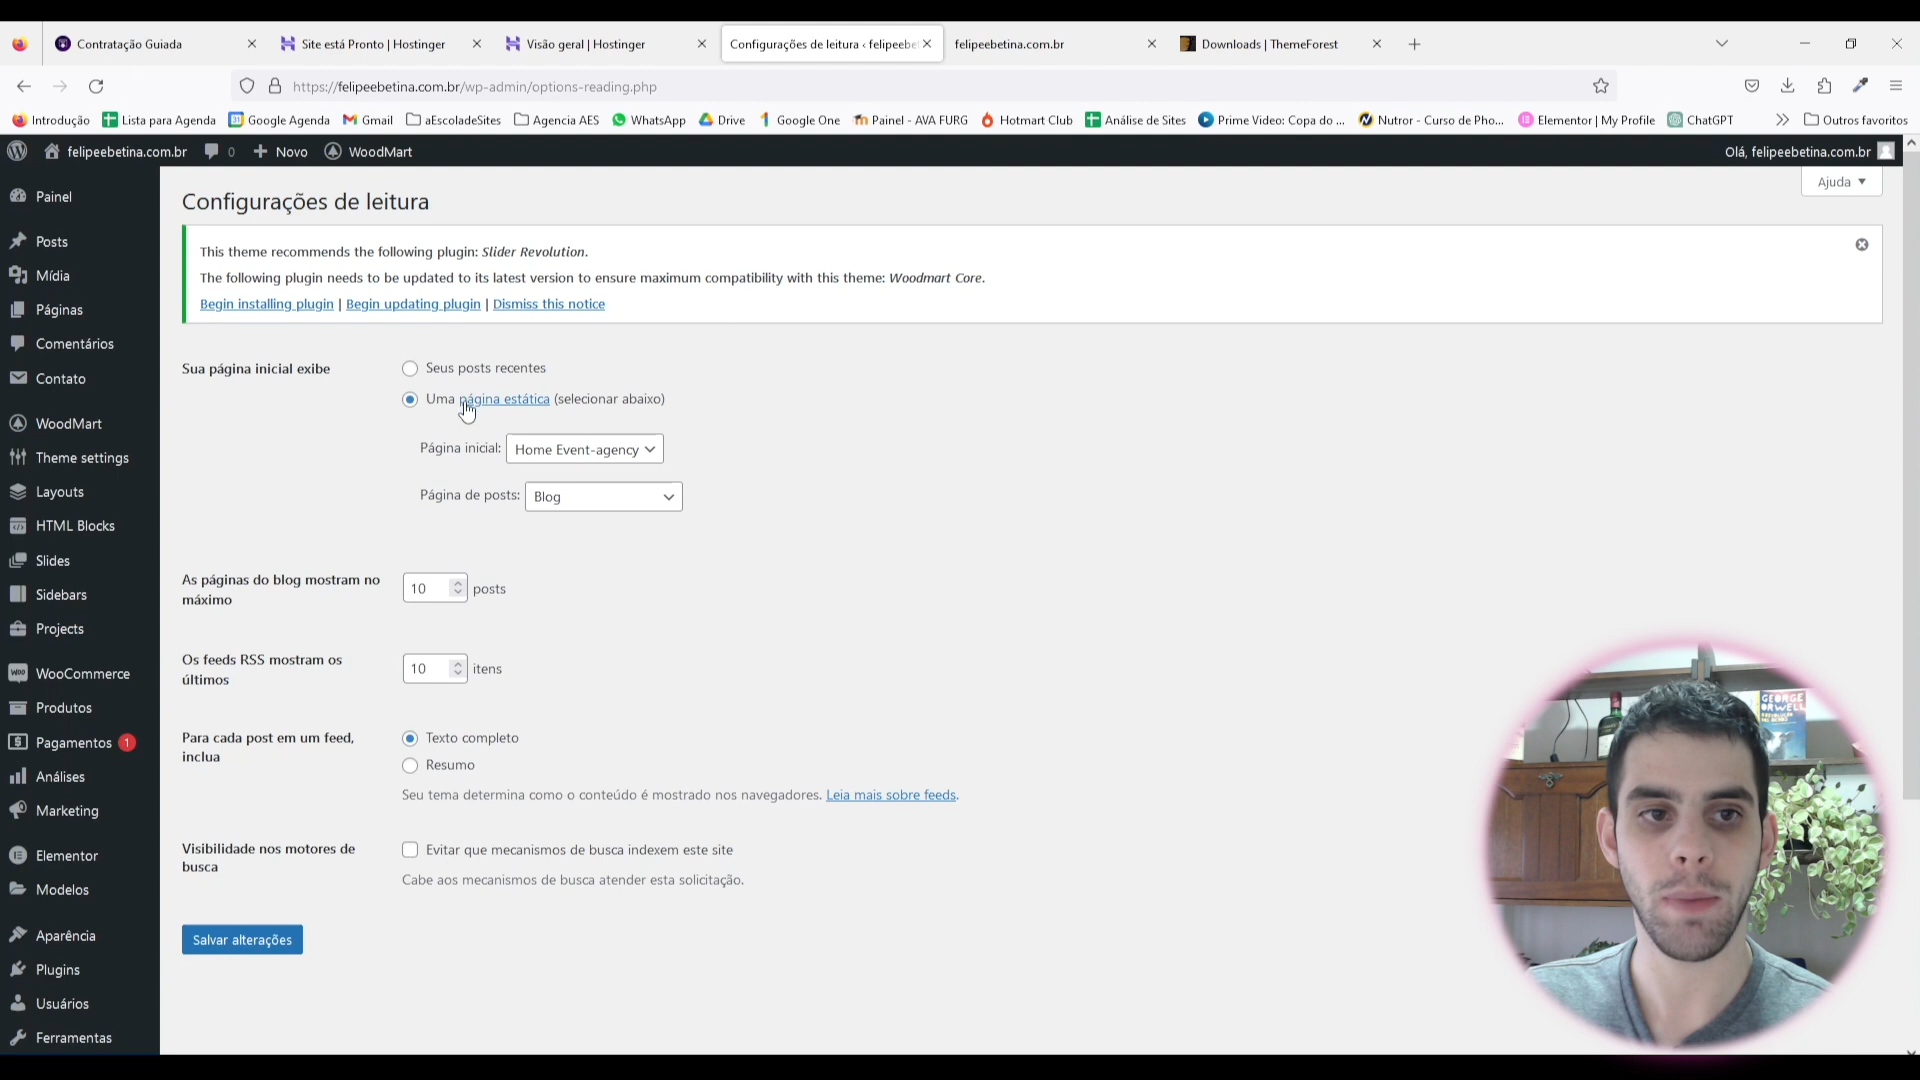 Contratação Guiada
Site está Pronto | Hostinger
Visão geral | Hostinger
Configurações de leitura ‹ felipeebe
felipeebetina.com.br
Downloads | ThemeForest
https://felipeebetina.com.br/wp-admin/options-reading.php
Introdução
Lista para Agenda
Google Agenda
Gmail
aEscoladeSites
Agencia AES
WhatsApp
Drive
Google One
Painel - AVA FURG
Hotmart Club
Análise de Sites
Prime Video: Copa do ...
Nutror - Curso de Pho...
Elementor | My Profile
ChatGPT
Outros favoritos
felipeebetina.com.br
0
Novo
WoodMart
Olá, felipeebetina.com.br
Ajuda
Painel
Posts
Mídia
Páginas
Comentários
Contato
WoodMart
Theme settings
Layouts
HTML Blocks
Slides
Sidebars
Projects
WooCommerce
Produtos
Pagamentos 1
Análises
Marketing
Elementor
Modelos
Aparência
Plugins
Usuários
Ferramentas
Configurações de leitura
This theme recommends the following plugin: Slider Revolution.
The following plugin needs to be updated to its latest version to ensure maximum compatibility with this theme: Woodmart Core.
Begin installing plugin | Begin updating plugin | Dismiss this notice
Sua página inicial exibe
Seus posts recentes
Uma página estática (selecionar abaixo)
Página inicial: Home Event-agency
Página de posts: Blog
As páginas do blog mostram no
máximo
10 posts
Os feeds RSS mostram os
últimos
10 itens
Para cada post em um feed,
inclua
Texto completo
Resumo
Seu tema determina como o conteúdo é mostrado nos navegadores. Leia mais sobre feeds.
Visibilidade nos motores de
busca
Evitar que mecanismos de busca indexem este site
Cabe aos mecanismos de busca atender esta solicitação.
Salvar alterações
GEORGE
ORWELL